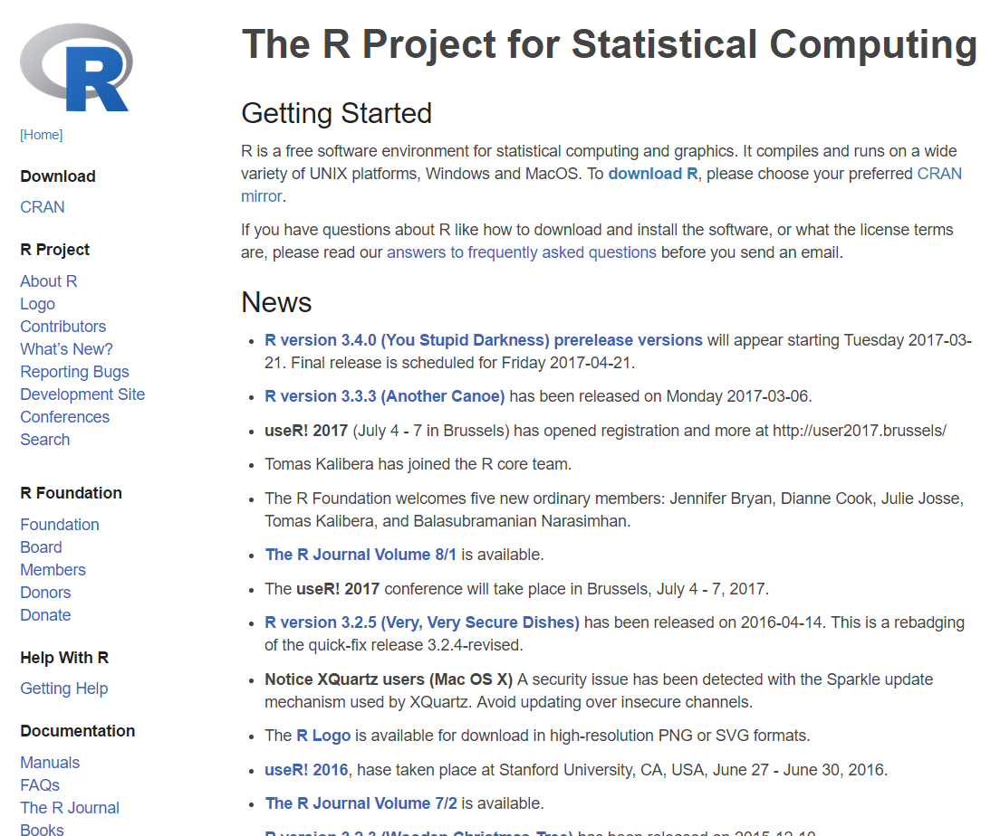 R
[Home]
Download
CRAN
R Project
About R
Logo
Contributors
What's New?
Reporting Bugs
Development Site
Conferences
Search
R Foundation
Foundation
Board
Members
Donors
Donate
Help With R
Getting Help
Documentation
Manuals
FAQs
The R Journal
Books
The R Project for Statistical Computing
Getting Started
R is a free software environment for statistical computing and graphics. It compiles and runs on a wide
variety of UNIX platforms, Windows and MacOS. To download R, please choose your preferred CRAN
mirror.
If you have questions about R like how to download and install the software, or what the license terms
are, please read our answers to frequently asked questions before you send an email.
News
• R version 3.4.0 (You Stupid Darkness) prerelease versions will appear starting Tuesday 2017-03-
21. Final release is scheduled for Friday 2017-04-21.
• R version 3.3.3 (Another Canoe) has been released on Monday 2017-03-06.
• useR! 2017 (July 4 - 7 in Brussels) has opened registration and more at http://user2017.brussels/
• Tomas Kalibera has joined the R core team.
• The R Foundation welcomes five new ordinary members: Jennifer Bryan, Dianne Cook, Julie Josse,
Tomas Kalibera, and Balasubramanian Narasimhan.
• The R Journal Volume 8/1 is available.
• The useR! 2017 conference will take place in Brussels, July 4 - 7, 2017.
• R version 3.2.5 (Very, Very Secure Dishes) has been released on 2016-04-14. This is a rebadging
of the quick-fix release 3.2.4-revised.
• Notice XQuartz users (Mac OS X) A security issue has been detected with the Sparkle update
mechanism used by XQuartz. Avoid updating over insecure channels.
• The R Logo is available for download in high-resolution PNG or SVG formats.
• useR! 2016, hase taken place at Stanford University, CA, USA, June 27 - June 30, 2016.
• The R Journal Volume 7/2 is available.
R version 3.2.3 (Wooden Christmas-Tree) has been released on 2015-12-10.